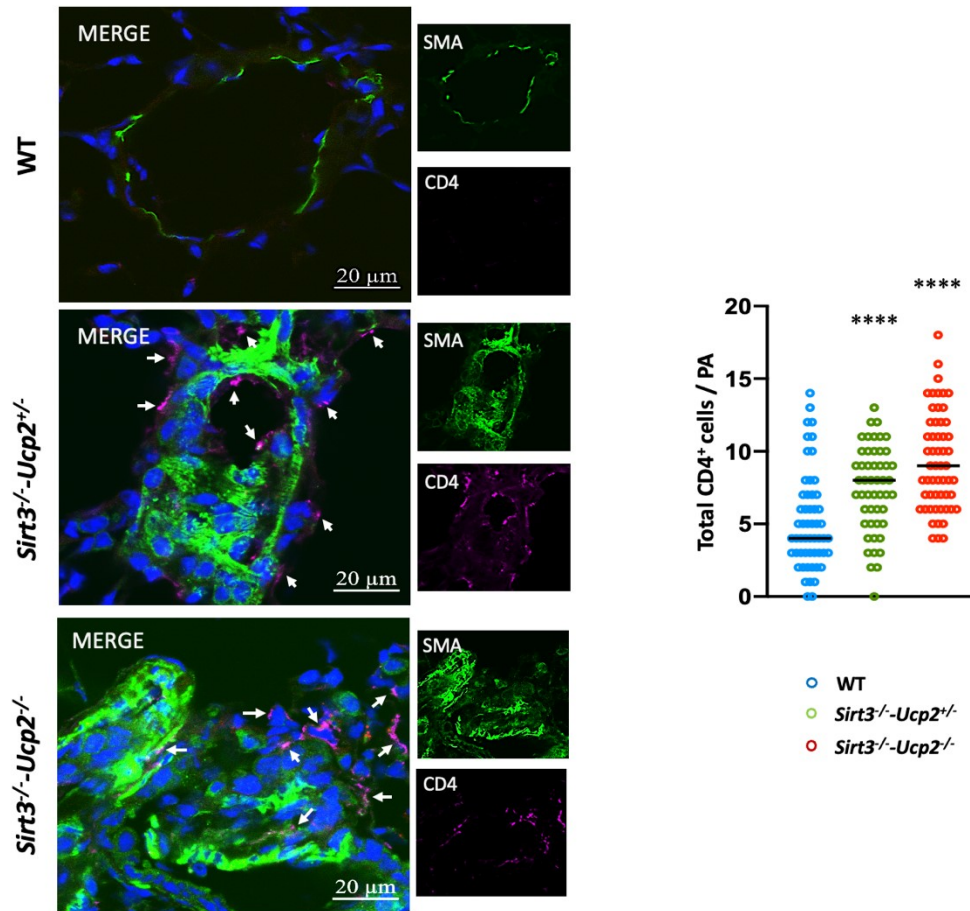 WT
MERGE
20 µm
SMA
CD4
Sirt3-/--Ucp2+/-
MERGE
20 µm
SMA
CD4
Sirt3-/--Ucp2-/-
MERGE
20 µm
SMA
CD4
Total CD4+ cells / PA
20
15
10
5
0
****
****
WT
Sirt3-/--Ucp2+/-
Sirt3-/--Ucp2-/-